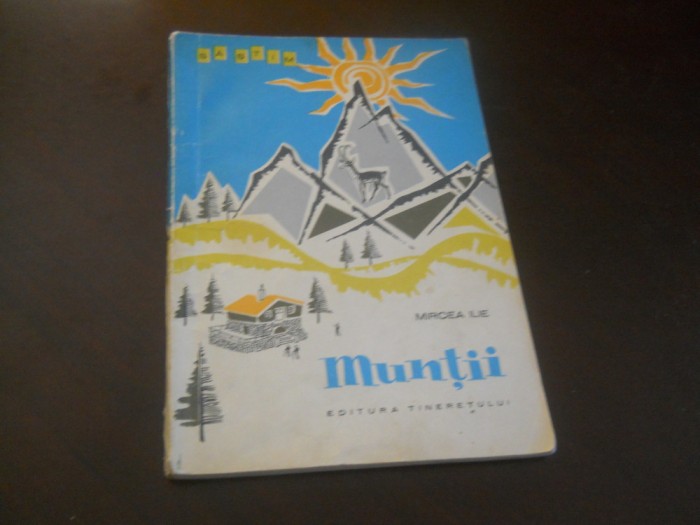 SĂ ȘTIM
MIRCEA ILIE
Munții
EDITURA TINERETULUI